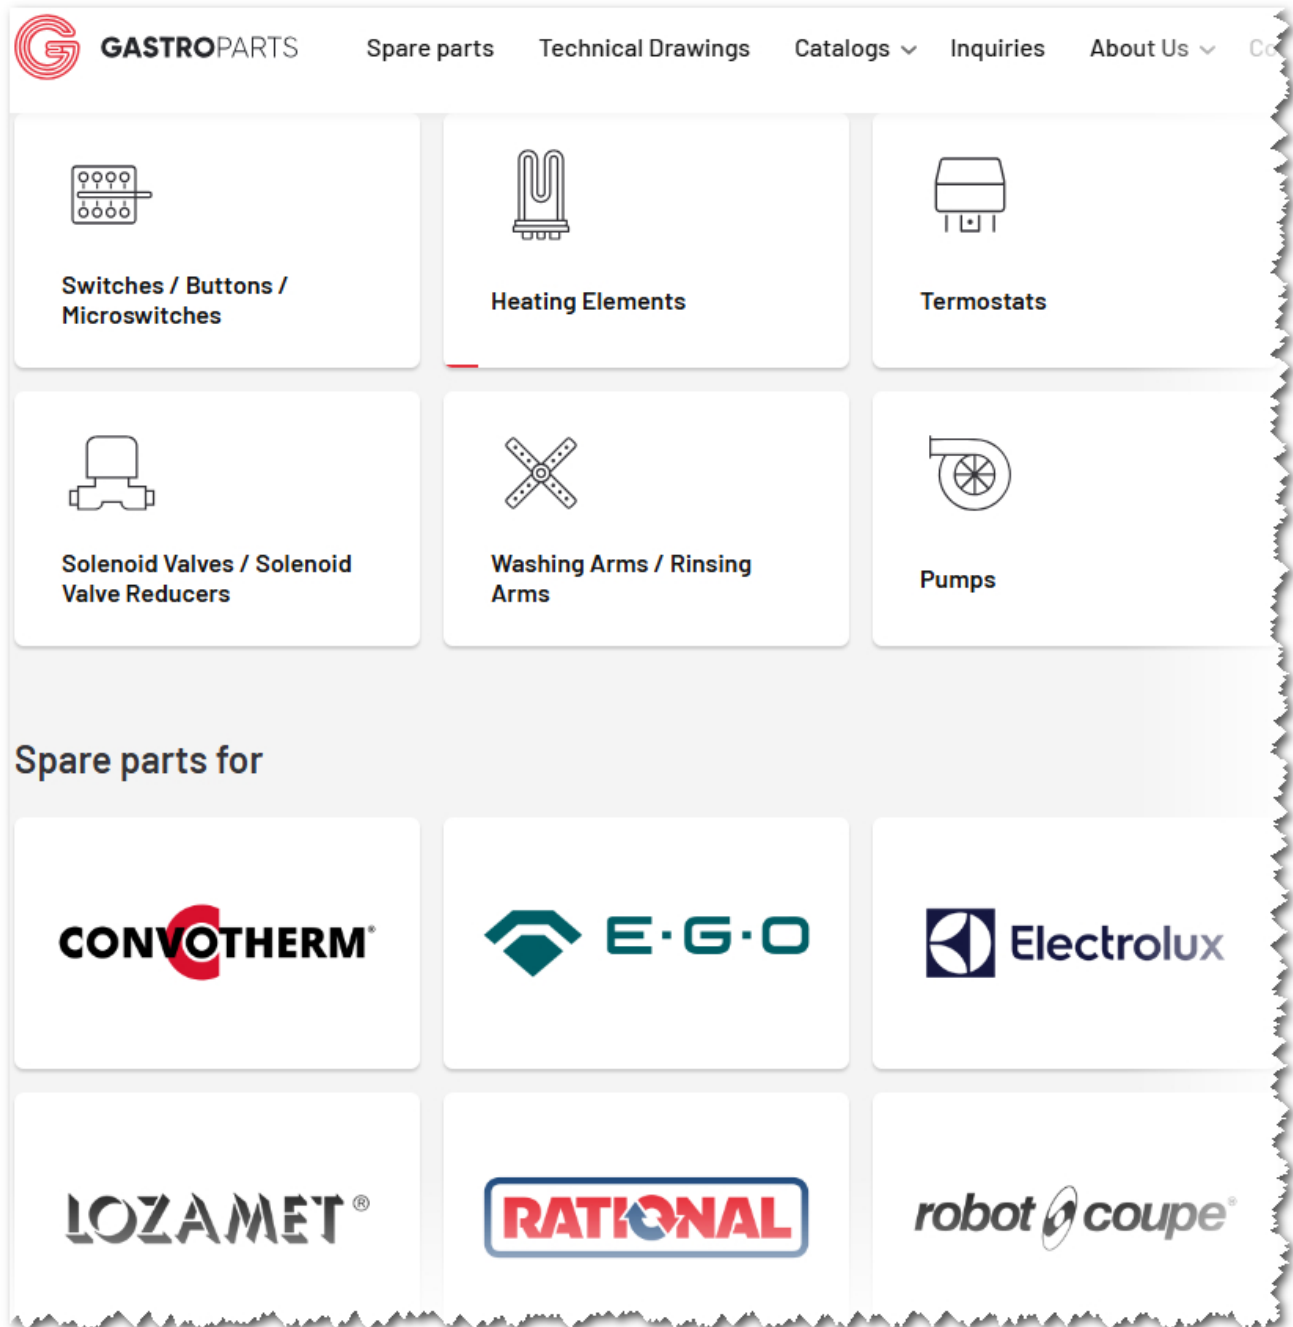 GASTROPARTS Spare parts Technical Drawings Catalogs Inquiries About Us
Switches / Buttons /
Microswitches
Heating Elements
Termostats
Solenoid Valves / Solenoid
Valve Reducers
Washing Arms / Rinsing
Arms
Pumps
Spare parts for
CONVOTHERM®
E·G·O
Electrolux
LOZAMET®
RATIONAL
robot coupe®